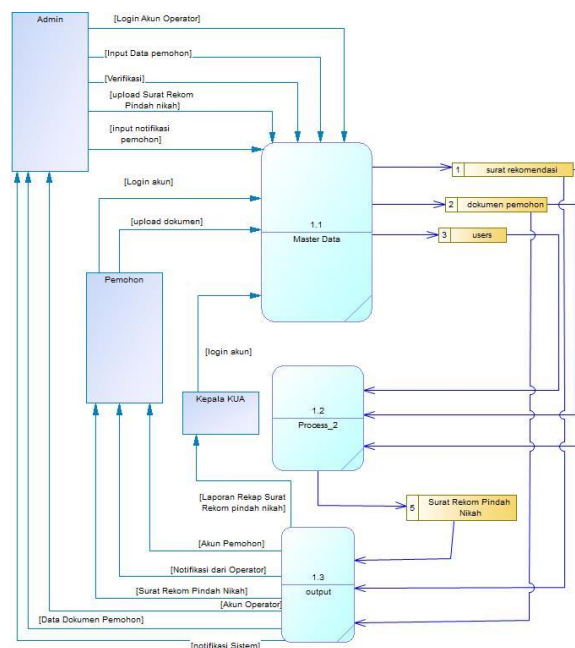 Admin
[Login Akun Operator]
[Input Data pemohon]
[Verifikasi]
[upload Surat Rekom
Pindah nikah]
[input notifikasi
pemohon]
[Login akun]
[upload dokumen]
1.1
Master Data
1 surat rekomendasi
2 dokumen pemohon
3 users
Pemohon
[login akun]
Kepala KUA
1.2
Process_2
[Laporan Rekap Surat
Rekom pindah nikah]
5 Surat Rekom Pindah
Nikah
[Akun Pemohon]
[Notifikasi dari Operator]
[Surat Rekom Pindah Nikah]
[Akun Operator]
[Data Dokumen Pemohon]
[notifikasi Sistem]
1.3
output